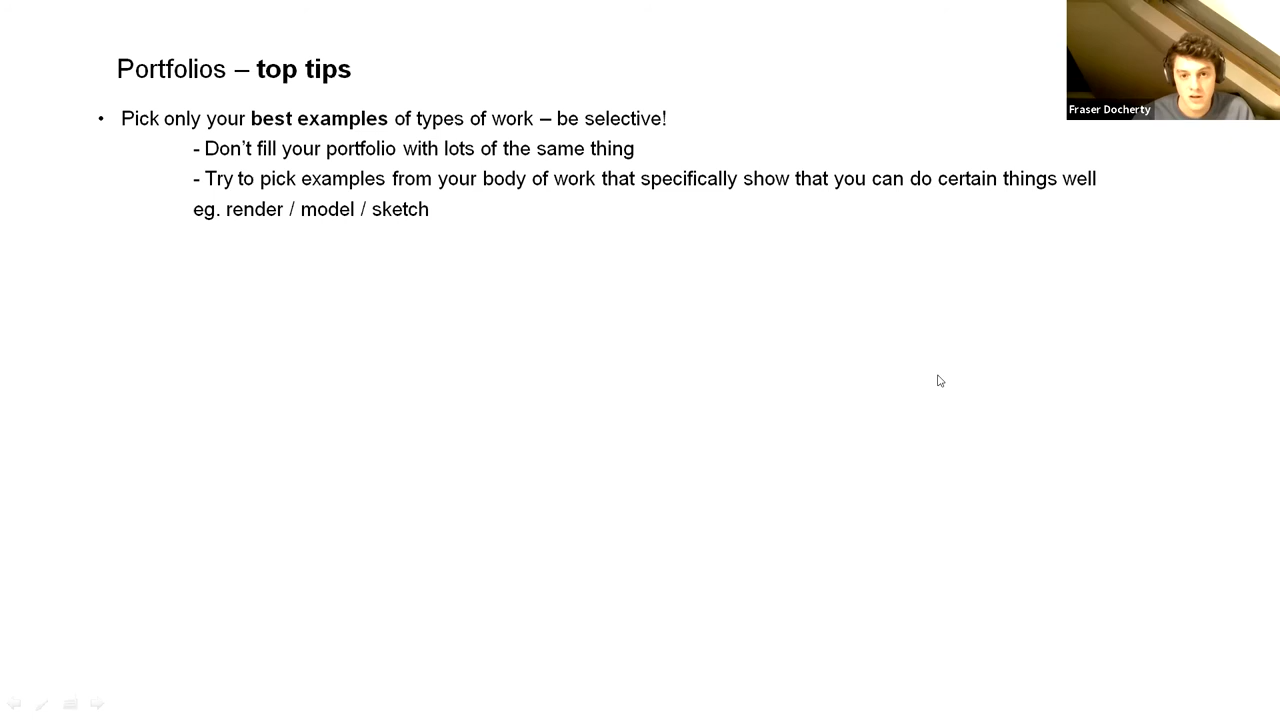 Portfolios – top tips
Fraser Docherty
• Pick only your best examples of types of work – be selective!
- Don’t fill your portfolio with lots of the same thing
- Try to pick examples from your body of work that specifically show that you can do certain things well
eg. render / model / sketch